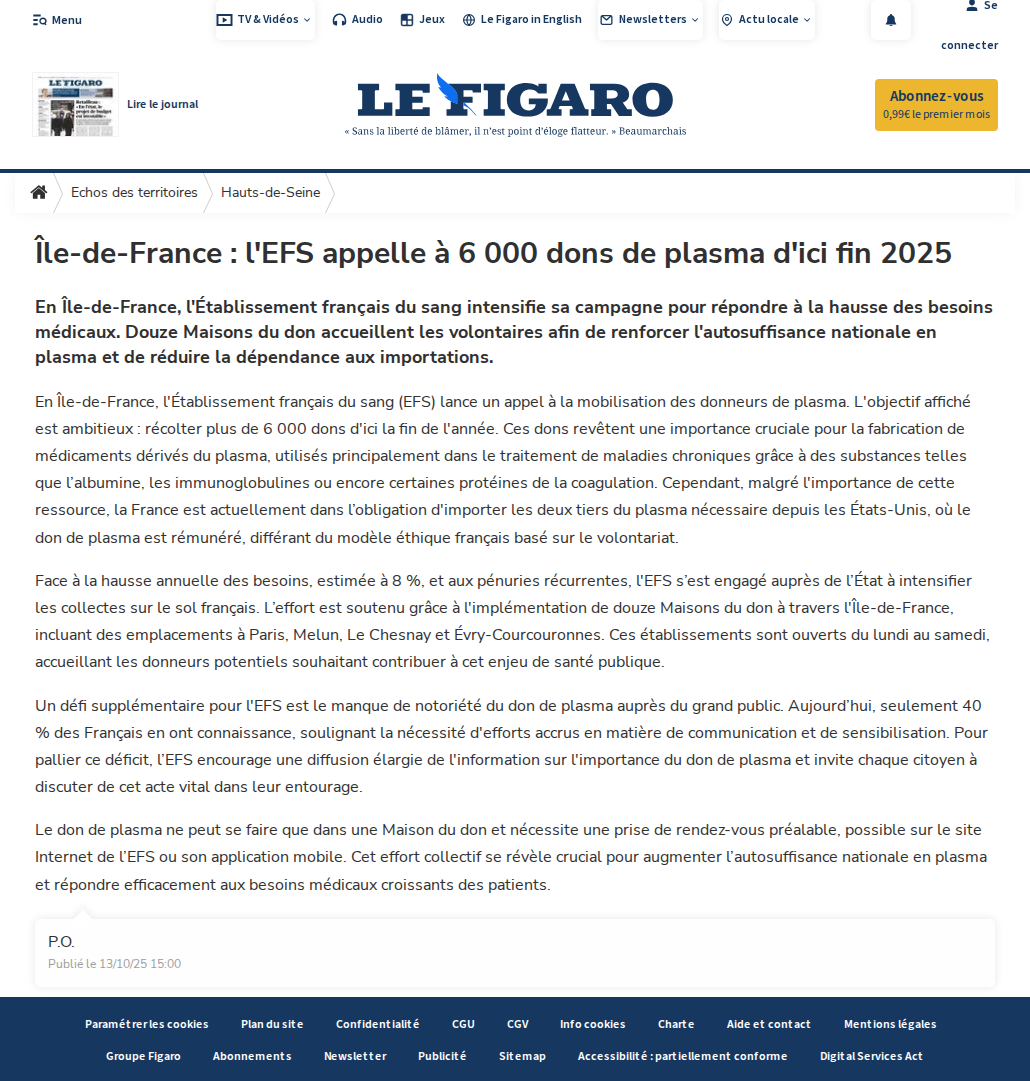 Menu
TV & Vidéos
Audio
Jeux
Le Figaro in English
Newsletters
Actu locale
Se connecter
LE FIGARO
Lire le journal
LE FIGARO
« Sans la liberté de blâmer, il n'est point d'éloge flatteur. » Beaumarchais
Abonnez-vous
0,99€ le premier mois
Echos des territoires
Hauts-de-Seine
Île-de-France : l'EFS appelle à 6 000 dons de plasma d'ici fin 2025
En Île-de-France, l'Établissement français du sang intensifie sa campagne pour répondre à la hausse des besoins
médicaux. Douze Maisons du don accueillent les volontaires afin de renforcer l'autosuffisance nationale en
plasma et de réduire la dépendance aux importations.
En Île-de-France, l'Établissement français du sang (EFS) lance un appel à la mobilisation des donneurs de plasma. L'objectif affiché
est ambitieux : récolter plus de 6 000 dons d'ici la fin de l'année. Ces dons revêtent une importance cruciale pour la fabrication de
médicaments dérivés du plasma, utilisés principalement dans le traitement de maladies chroniques grâce à des substances telles
que l’albumine, les immunoglobulines ou encore certaines protéines de la coagulation. Cependant, malgré l'importance de cette
ressource, la France est actuellement dans l’obligation d'importer les deux tiers du plasma nécessaire depuis les États-Unis, où le
don de plasma est rémunéré, différant du modèle éthique français basé sur le volontariat.
Face à la hausse annuelle des besoins, estimée à 8 %, et aux pénuries récurrentes, l'EFS s’est engagé auprès de l’État à intensifier
les collectes sur le sol français. L’effort est soutenu grâce à l'implémentation de douze Maisons du don à travers l'Île-de-France,
incluant des emplacements à Paris, Melun, Le Chesnay et Évry-Courcouronnes. Ces établissements sont ouverts du lundi au samedi,
accueillant les donneurs potentiels souhaitant contribuer à cet enjeu de santé publique.
Un défi supplémentaire pour l'EFS est le manque de notoriété du don de plasma auprès du grand public. Aujourd’hui, seulement 40
% des Français en ont connaissance, soulignant la nécessité d'efforts accrus en matière de communication et de sensibilisation. Pour
pallier ce déficit, l’EFS encourage une diffusion élargie de l'information sur l'importance du don de plasma et invite chaque citoyen à
discuter de cet acte vital dans leur entourage.
Le don de plasma ne peut se faire que dans une Maison du don et nécessite une prise de rendez-vous préalable, possible sur le site
Internet de l’EFS ou son application mobile. Cet effort collectif se révèle crucial pour augmenter l’autosuffisance nationale en plasma
et répondre efficacement aux besoins médicaux croissants des patients.
P.O.
Publié le 13/10/25 15:00
Paramétrer les cookies
Plan du site
Confidentialité
CGU
CGV
Info cookies
Charte
Aide et contact
Mentions légales
Groupe Figaro
Abonnements
Newsletter
Publicité
Sitemap
Accessibilité : partiellement conforme
Digital Services Act